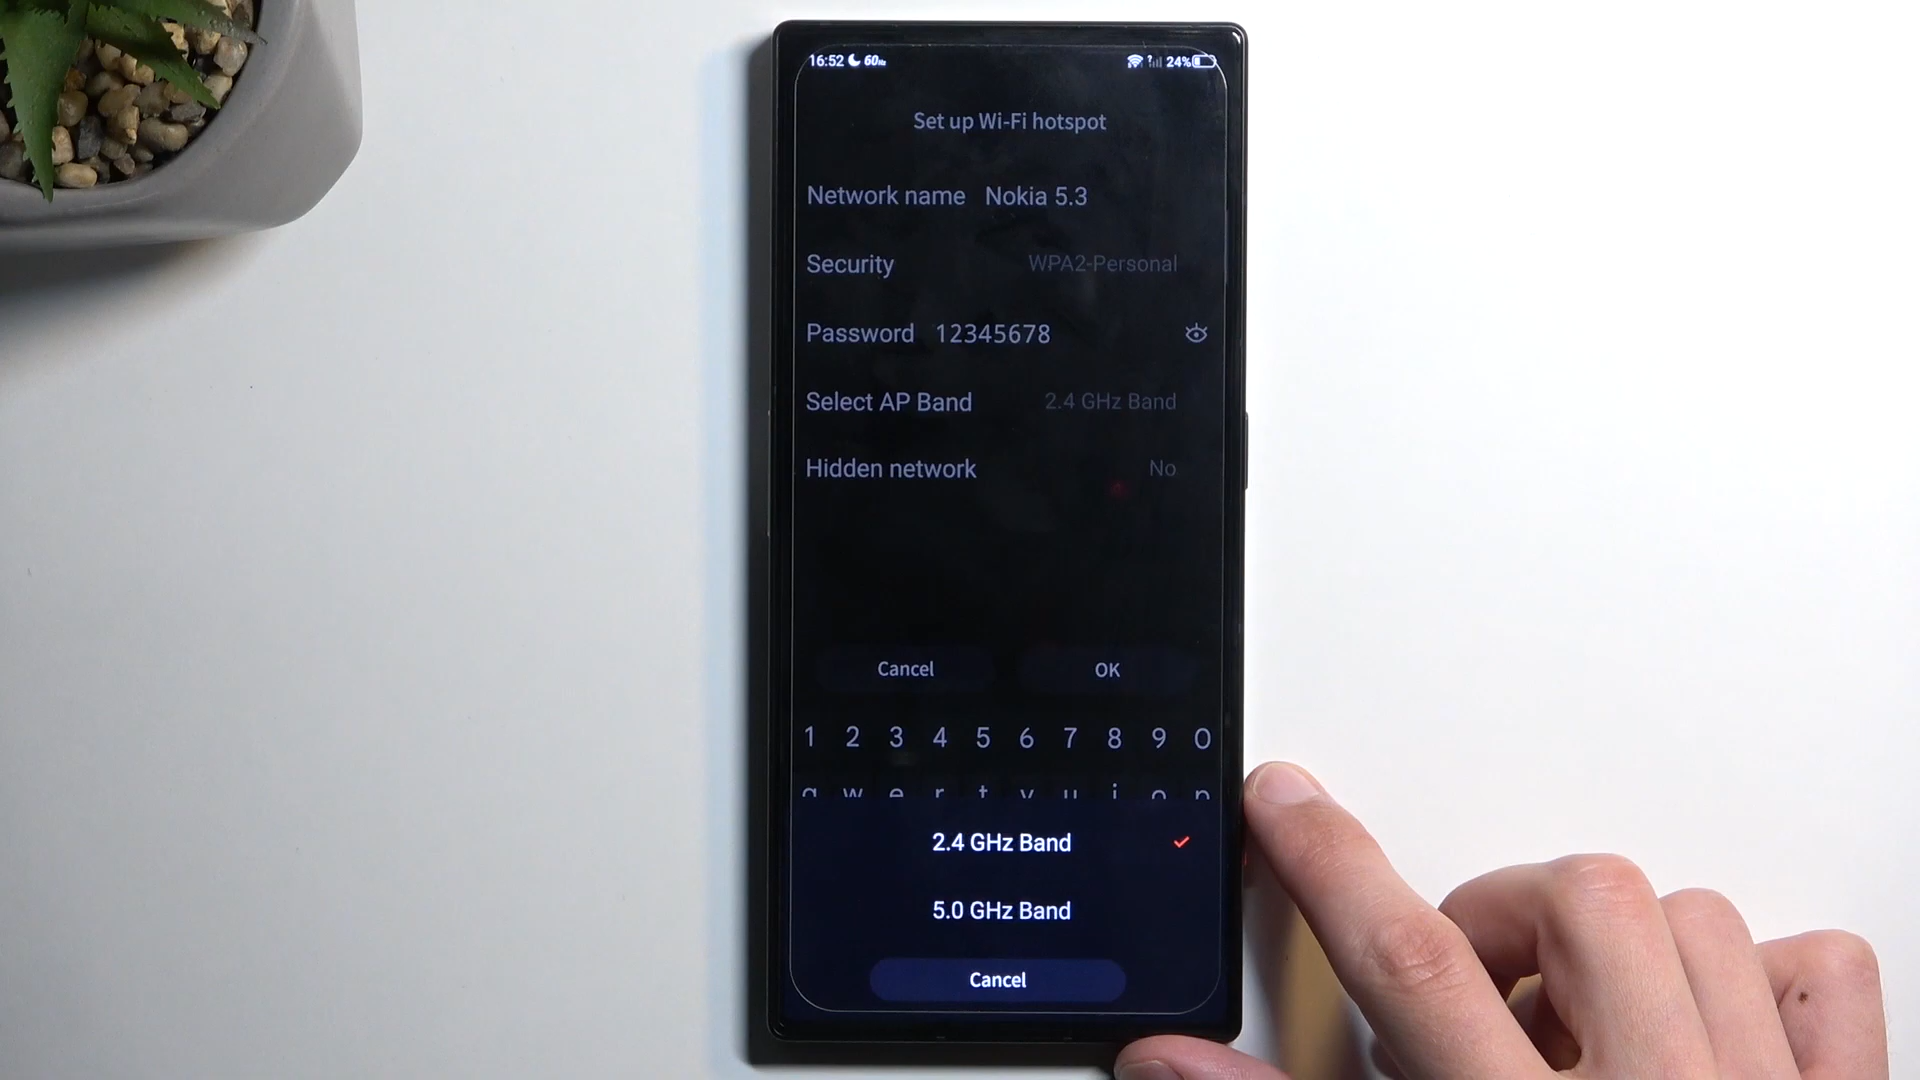 16:52 60Hz 24%
Set up Wi-Fi hotspot
Network name Nokia 5.3
Security WPA2-Personal
Password 12345678
Select AP Band 2.4 GHz Band
Hidden network No
Cancel OK
1 2 3 4 5 6 7 8 9 0
q w e r t y u i o p
2.4 GHz Band
5.0 GHz Band
Cancel